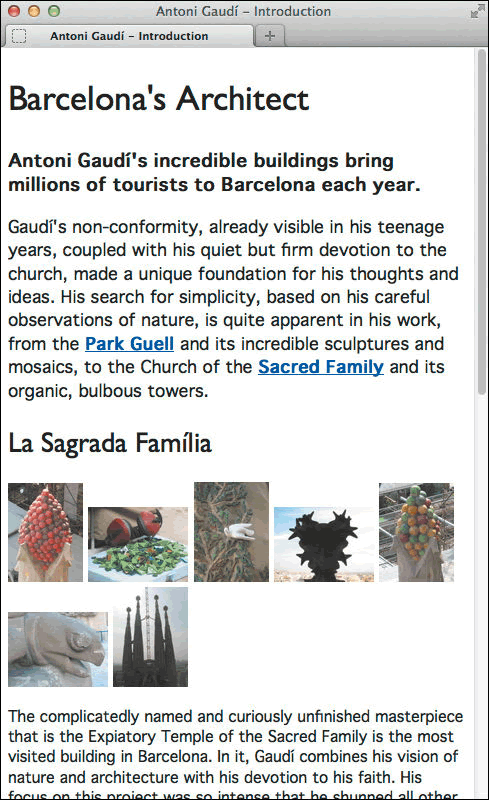 Antoni Gaudí – Introduction
Antoni Gaudí – Introduction
Barcelona's Architect
Antoni Gaudí's incredible buildings bring
millions of tourists to Barcelona each year.
Gaudí's non-conformity, already visible in his teenage
years, coupled with his quiet but firm devotion to the
church, made a unique foundation for his thoughts and
ideas. His search for simplicity, based on his careful
observations of nature, is quite apparent in his work,
from the Park Guell and its incredible sculptures and
mosaics, to the Church of the Sacred Family and its
organic, bulbous towers.
La Sagrada Família
The complicatedly named and curiously unfinished masterpiece
that is the Expiatory Temple of the Sacred Family is the most
visited building in Barcelona. In it, Gaudí combines his vision of
nature and architecture with his devotion to his faith. His
focus on this project was so intense that he shunned all other